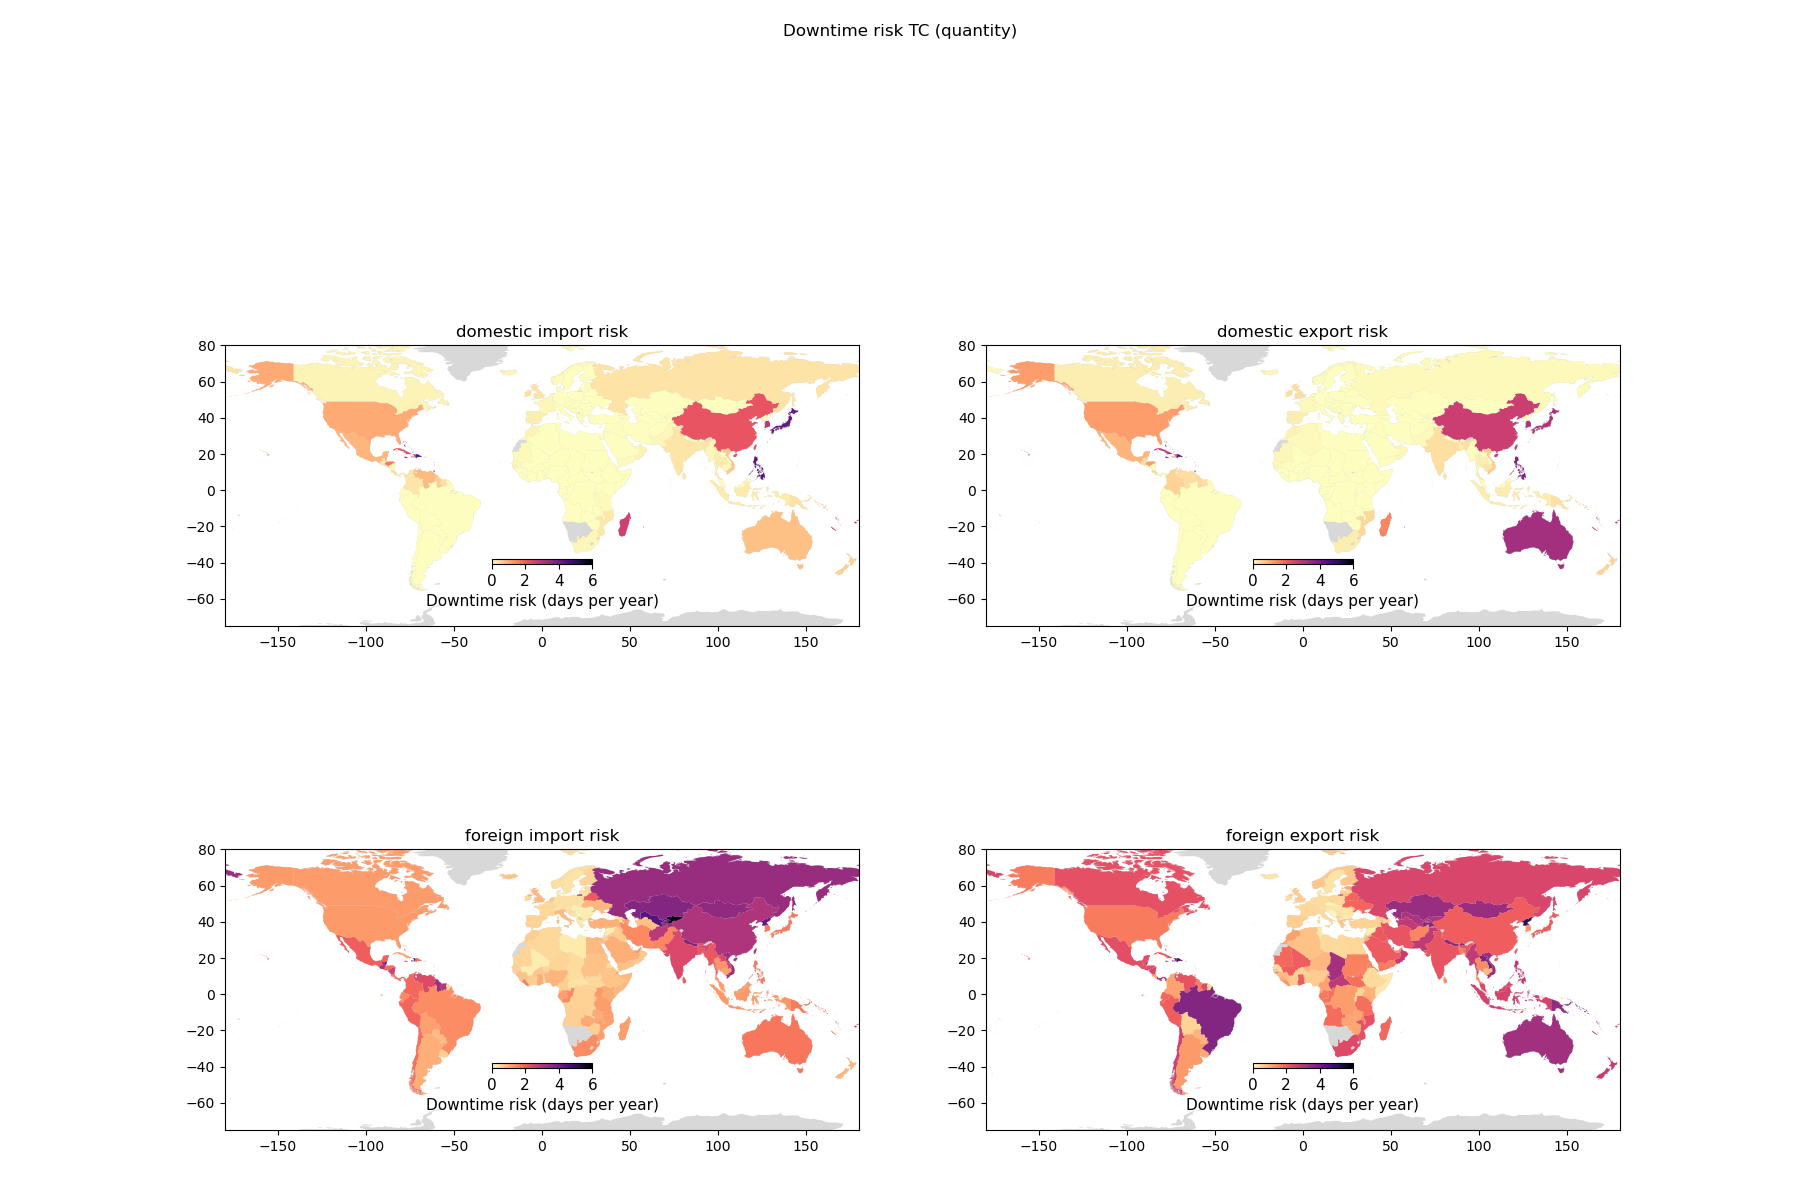 Downtime risk TC (quantity)
domestic import risk
80
60
40
20
0
−20
−40
−60
0 2 4 6
Downtime risk (days per year)
−150 −100 −50 0 50 100 150
domestic export risk
80
60
40
20
0
−20
−40
−60
0 2 4 6
Downtime risk (days per year)
−150 −100 −50 0 50 100 150
foreign import risk
80
60
40
20
0
−20
−40
−60
0 2 4 6
Downtime risk (days per year)
−150 −100 −50 0 50 100 150
foreign export risk
80
60
40
20
0
−20
−40
−60
0 2 4 6
Downtime risk (days per year)
−150 −100 −50 0 50 100 150